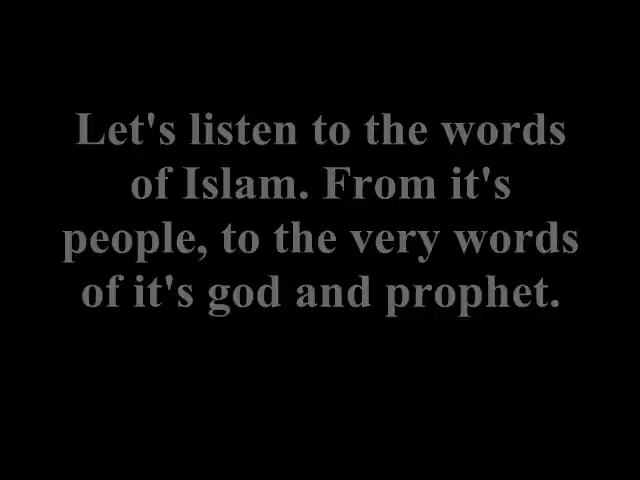 Let's listen to the words
of Islam. From it's
people, to the very words
of it's god and prophet.